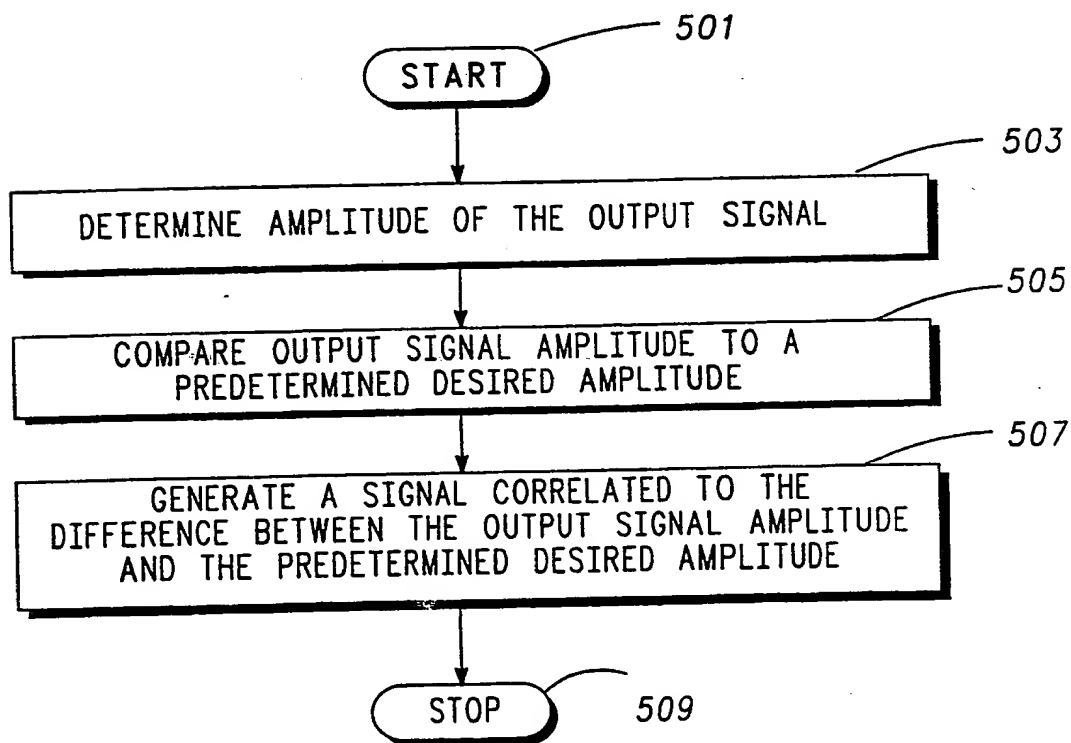 501
START
503
DETERMINE AMPLITUDE OF THE OUTPUT SIGNAL
505
COMPARE OUTPUT SIGNAL AMPLITUDE TO A
PREDETERMINED DESIRED AMPLITUDE
507
GENERATE A SIGNAL CORRELATED TO THE
DIFFERENCE BETWEEN THE OUTPUT SIGNAL AMPLITUDE
AND THE PREDETERMINED DESIRED AMPLITUDE
STOP
509